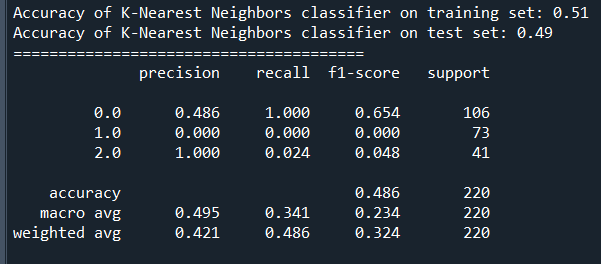 Accuracy of K-Nearest Neighbors classifier on training set: 0.51
Accuracy of K-Nearest Neighbors classifier on test set: 0.49
=======================================
precision recall f1-score support
0.0 0.486 1.000 0.654 106
1.0 0.000 0.000 0.000 73
2.0 1.000 0.024 0.048 41
accuracy 0.486 220
macro avg 0.495 0.341 0.234 220
weighted avg 0.421 0.486 0.324 220